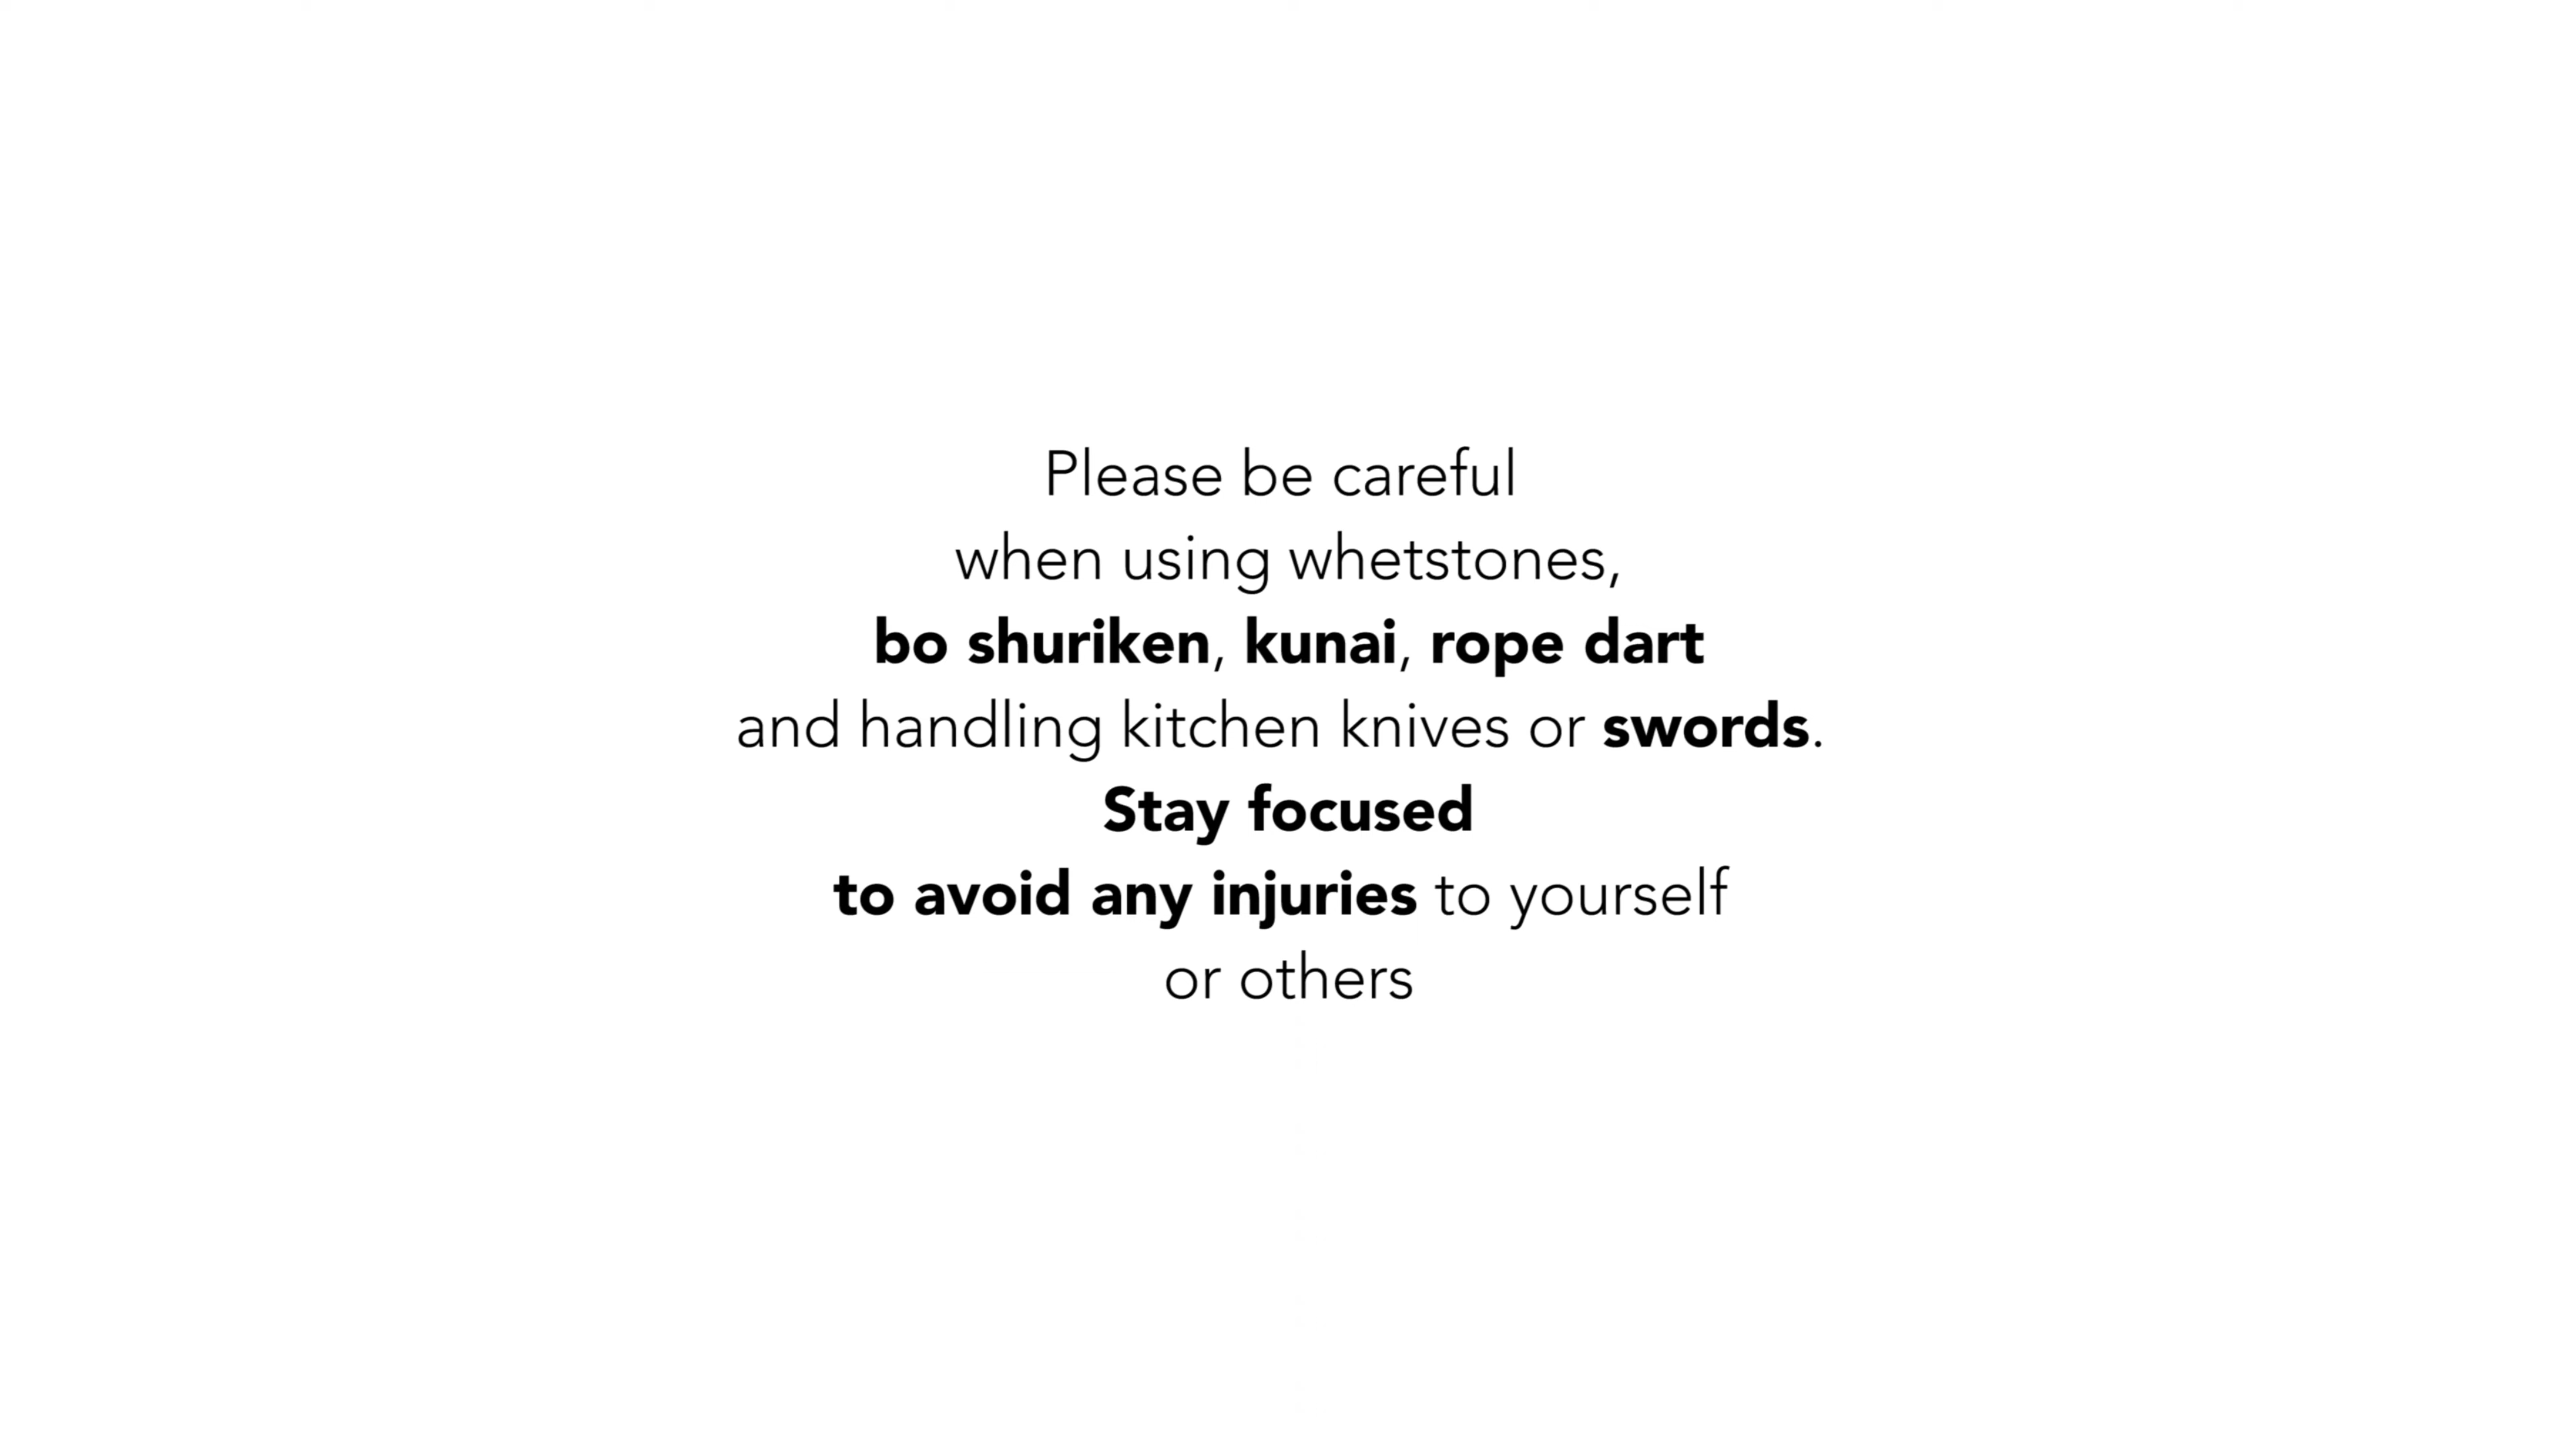 Please be careful
when using whetstones,
bo shuriken, kunai, rope dart
and handling kitchen knives or swords.
Stay focused
to avoid any injuries to yourself
or others